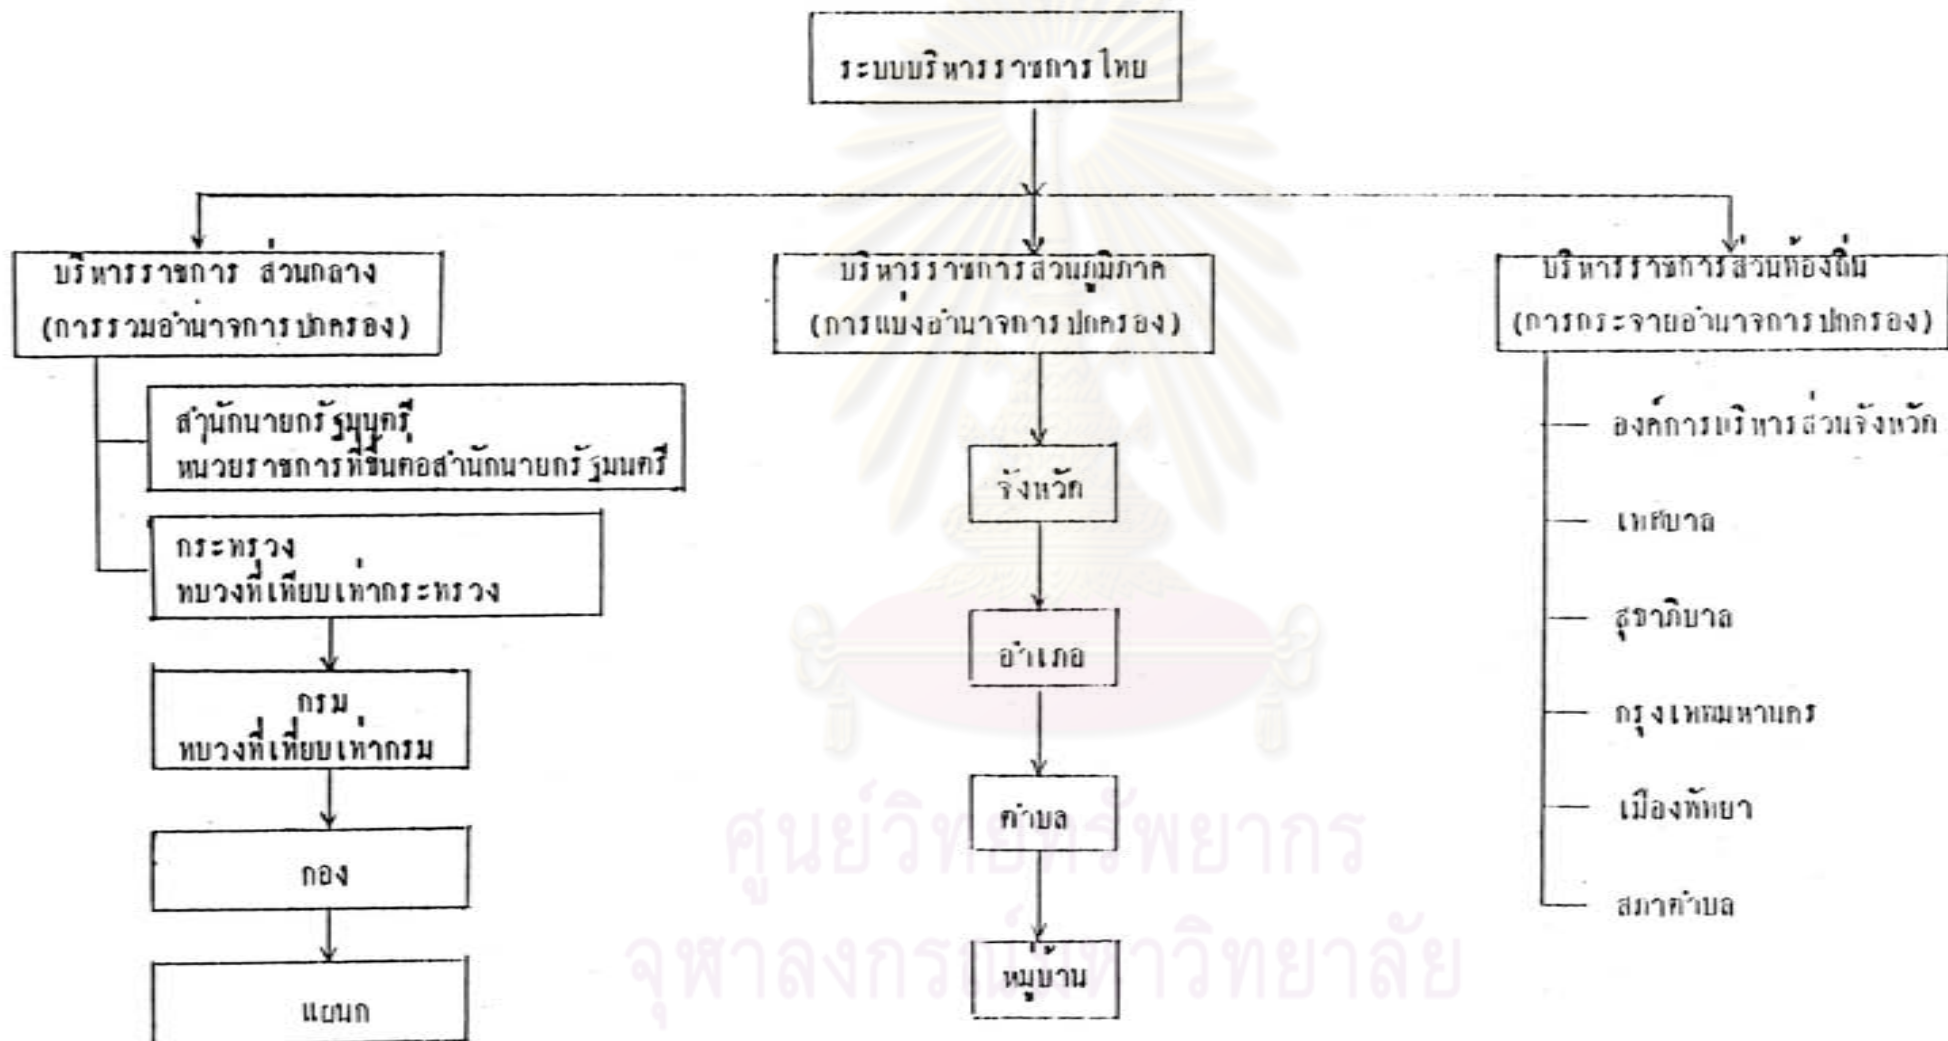 ระบบบริหารราชการไทย
บริหารราชการ ส่วนกลาง
(การรวมอำนาจการปกครอง)
สำนักนายกรัฐมนตรี
หน่วยราชการที่ขึ้นต่อสำนักนายกรัฐมนตรี
กระทรวง
ทบวงที่เทียบเท่ากระทรวง
กรม
ทบวงที่เทียบเท่ากรม
กอง
แผนก
บริหารราชการส่วนภูมิภาค
(การแบ่งอำนาจการปกครอง)
จังหวัด
อำเภอ
ตำบล
หมู่บ้าน
บริหารราชการส่วนท้องถิ่น
(การกระจายอำนาจการปกครอง)
องค์การบริหารส่วนจังหวัด
เทศบาล
สุขาภิบาล
กรุงเทพมหานคร
เมืองพัทยา
สภาตำบล
ศูนย์วิทยทรัพยากร
จุฬาลงกรณ์มหาวิทยาลัย